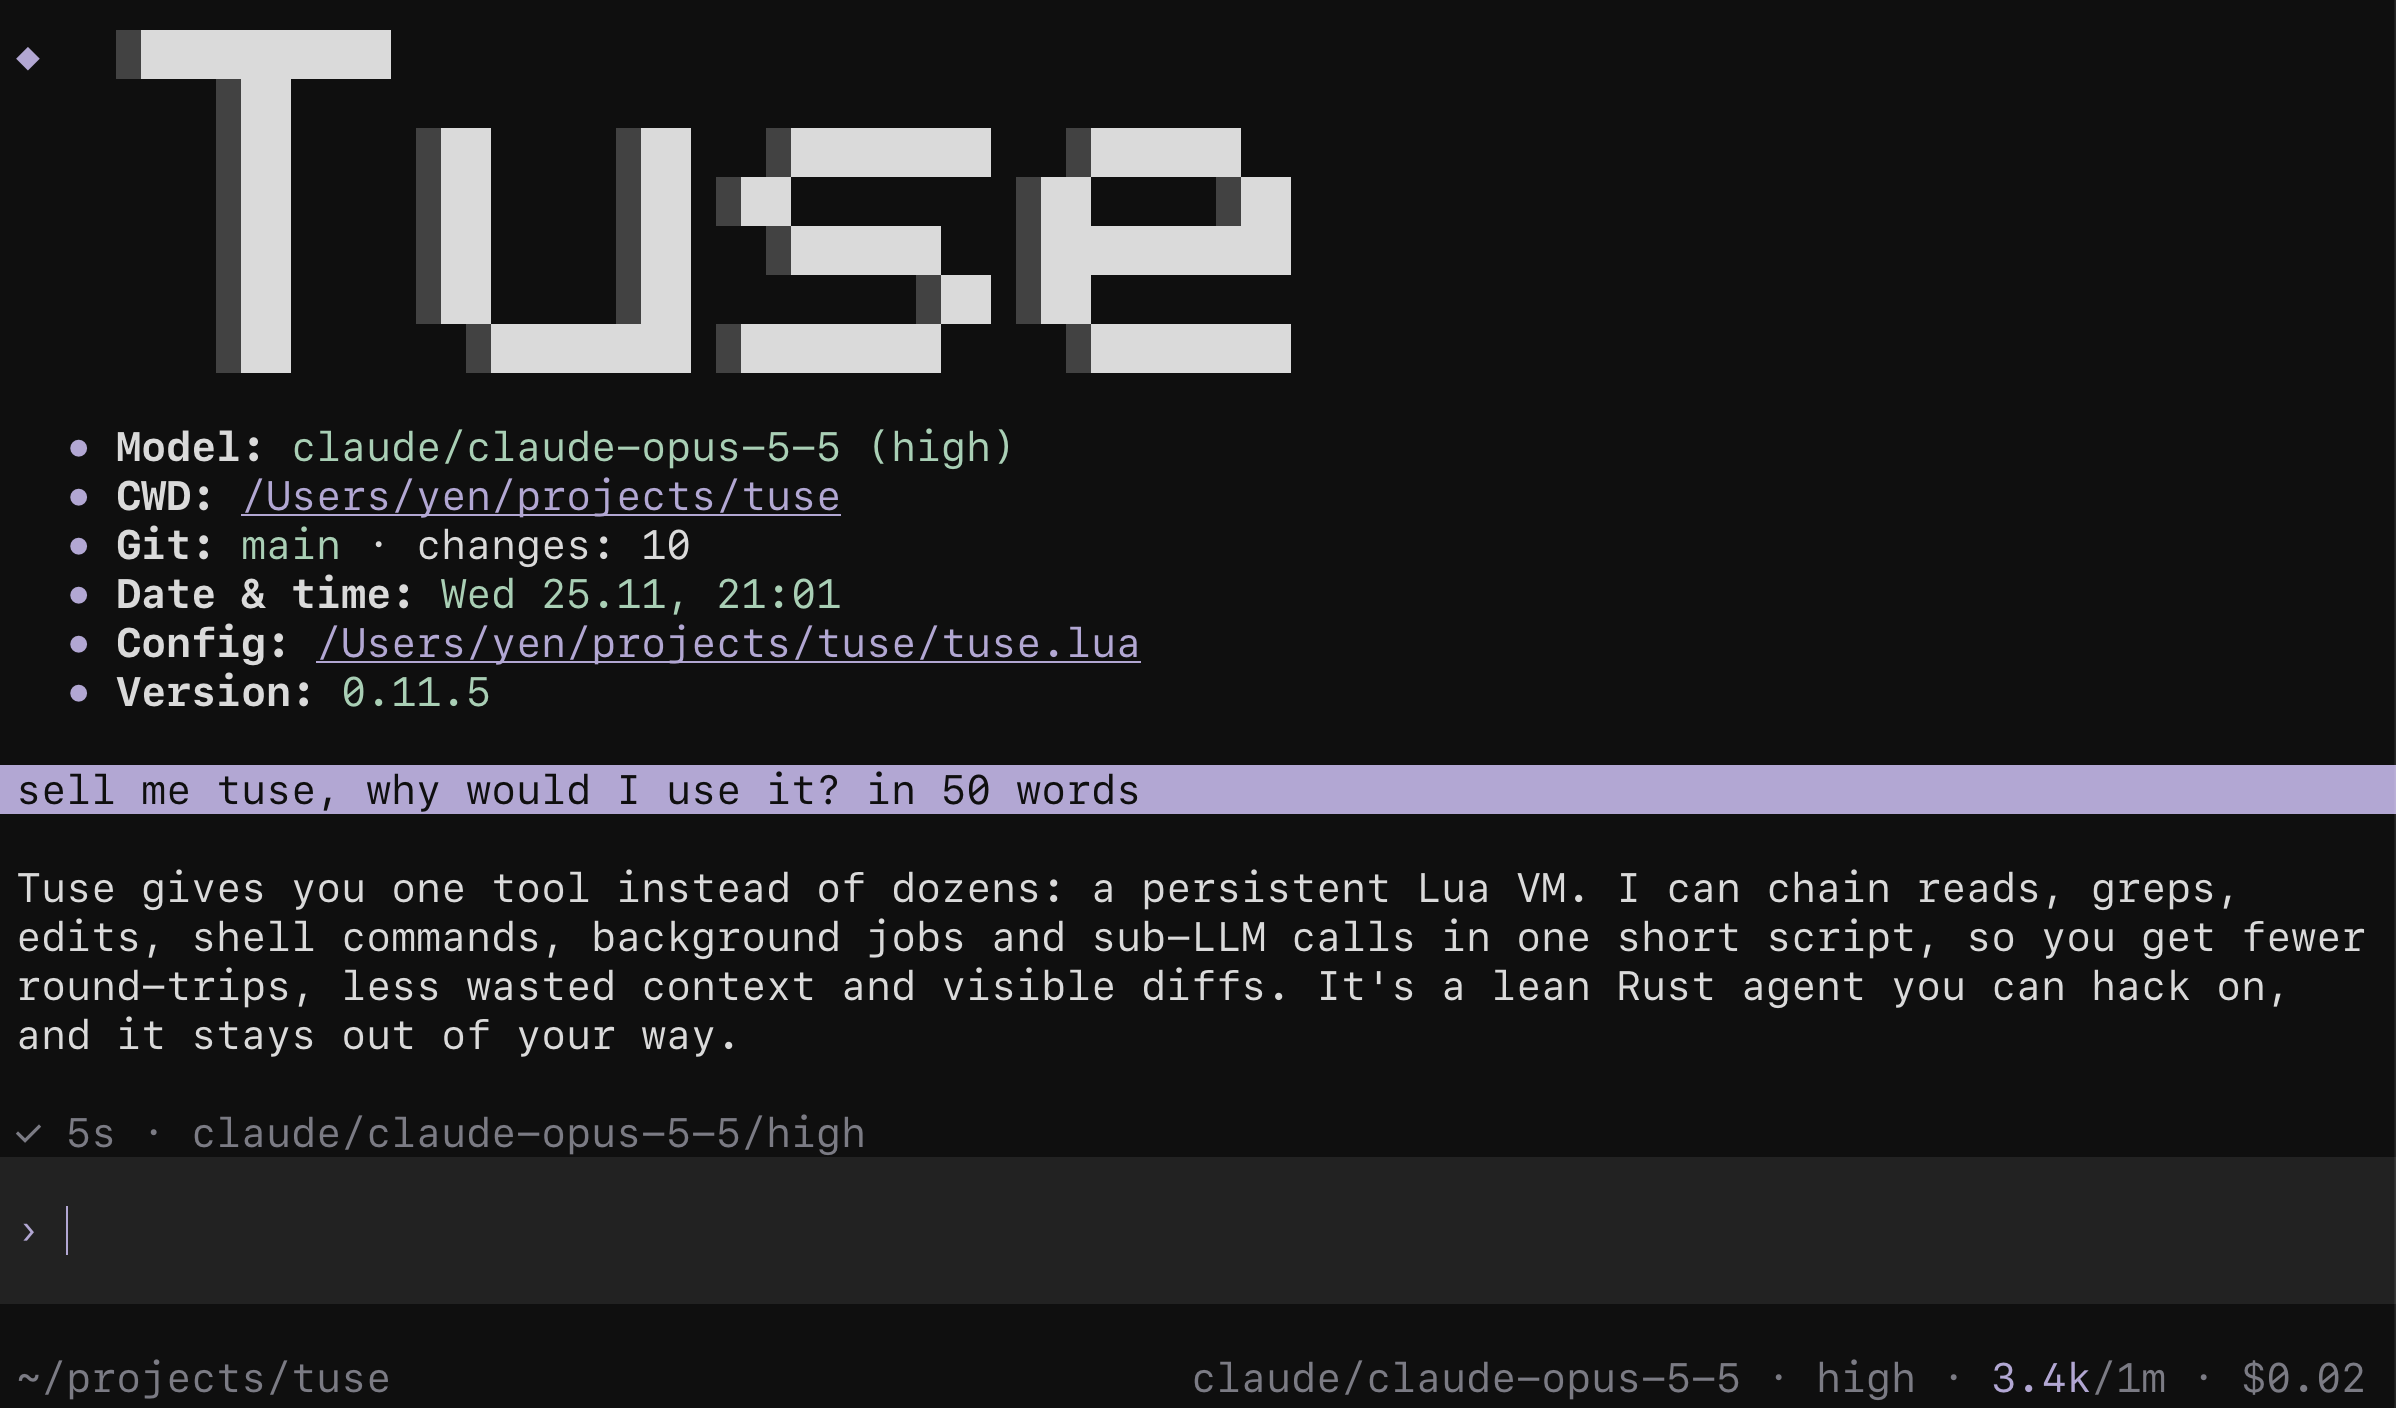 Tuse
Model: claude/claude-opus-5-5 (high)
CWD: /Users/yen/projects/tuse
Git: main · changes: 10
Date & time: Wed 25.11, 21:01
Config: /Users/yen/projects/tuse/tuse.lua
Version: 0.11.5
sell me tuse, why would I use it? in 50 words
Tuse gives you one tool instead of dozens: a persistent Lua VM. I can chain reads, greps,
edits, shell commands, background jobs and sub-LLM calls in one short script, so you get fewer
round-trips, less wasted context and visible diffs. It's a lean Rust agent you can hack on,
and it stays out of your way.
✓ 5s · claude/claude-opus-5-5/high
›
~/projects/tuse claude/claude-opus-5-5 · high · 3.4k/1m · $0.02